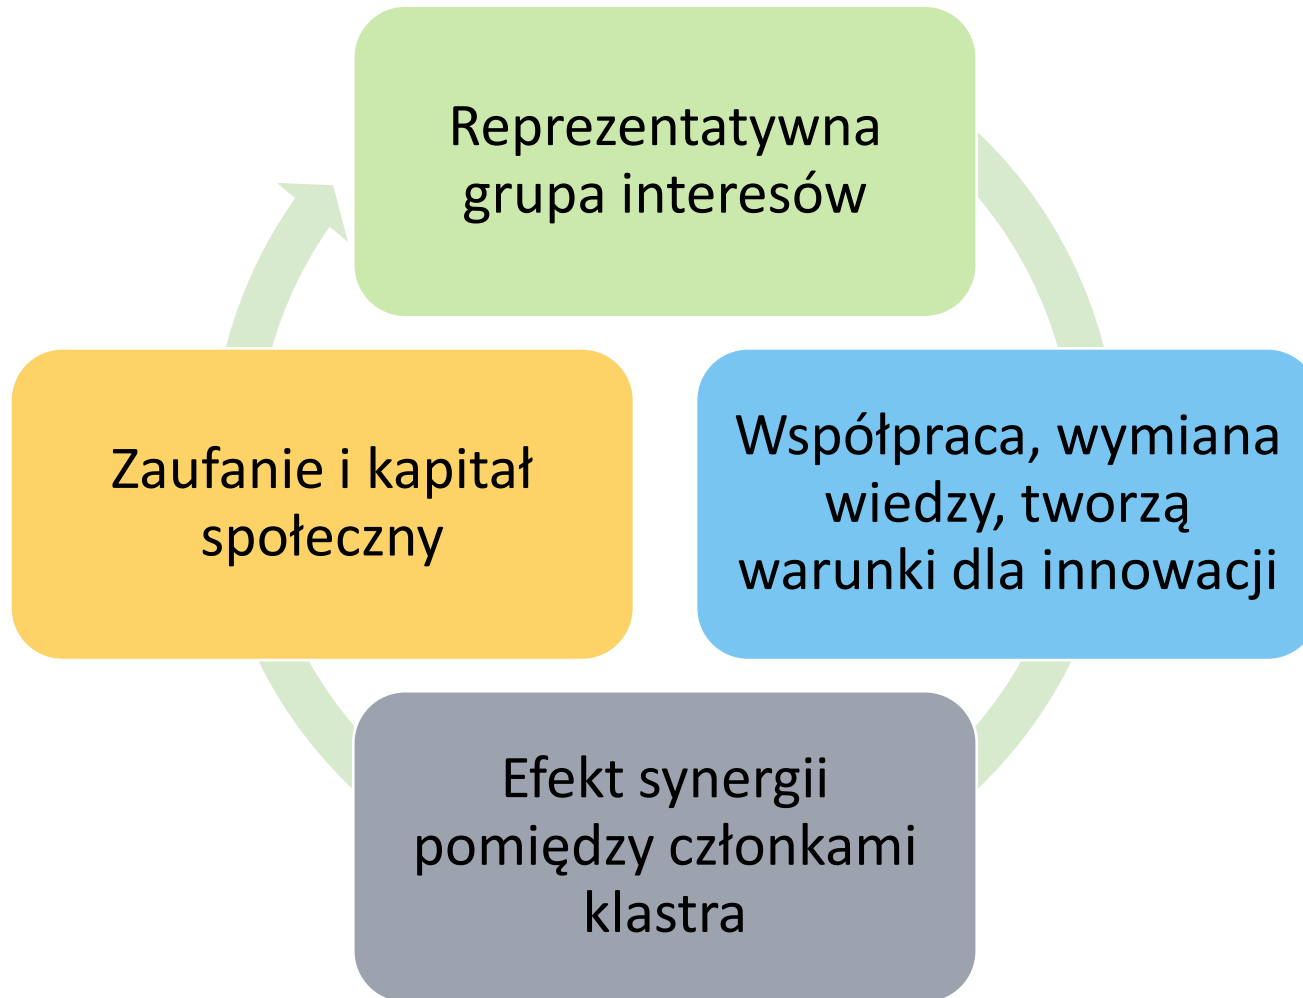 Reprezentatywna
grupa interesów
Współpraca, wymiana
wiedzy, tworzą
warunki dla innowacji
Efekt synergii
pomiędzy członkami
klastra
Zaufanie i kapitał
społeczny